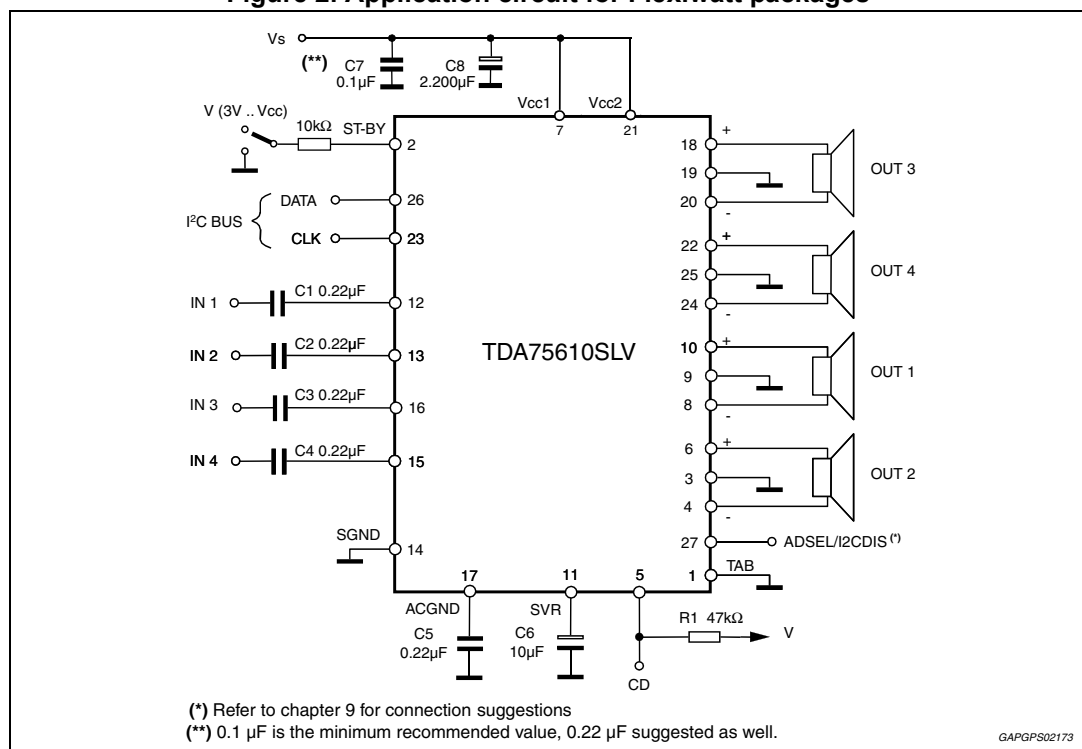 Figure 2. Application circuit for Flexiwatt packages
Vs
(**)
C7
0.1µF
C8
2.200µF
Vcc1
Vcc2
7
21
V (3V .. Vcc)
10kΩ
ST-BY
2
I²C BUS
DATA
26
CLK
23
IN 1
C1 0.22µF
12
IN 2
C2 0.22µF
13
IN 3
C3 0.22µF
16
IN 4
C4 0.22µF
15
SGND
14
TDA75610SLV
18
+
19
20
-
OUT 3
22
+
25
24
-
OUT 4
10
+
9
8
-
OUT 1
6
+
3
4
-
OUT 2
27
ADSEL/I2CDIS (*)
1
TAB
17
11
5
ACGND
SVR
C5
0.22µF
C6
10µF
R1 47kΩ
V
CD
(*) Refer to chapter 9 for connection suggestions
(**) 0.1 µF is the minimum recommended value, 0.22 µF suggested as well.
GAPGPS02173